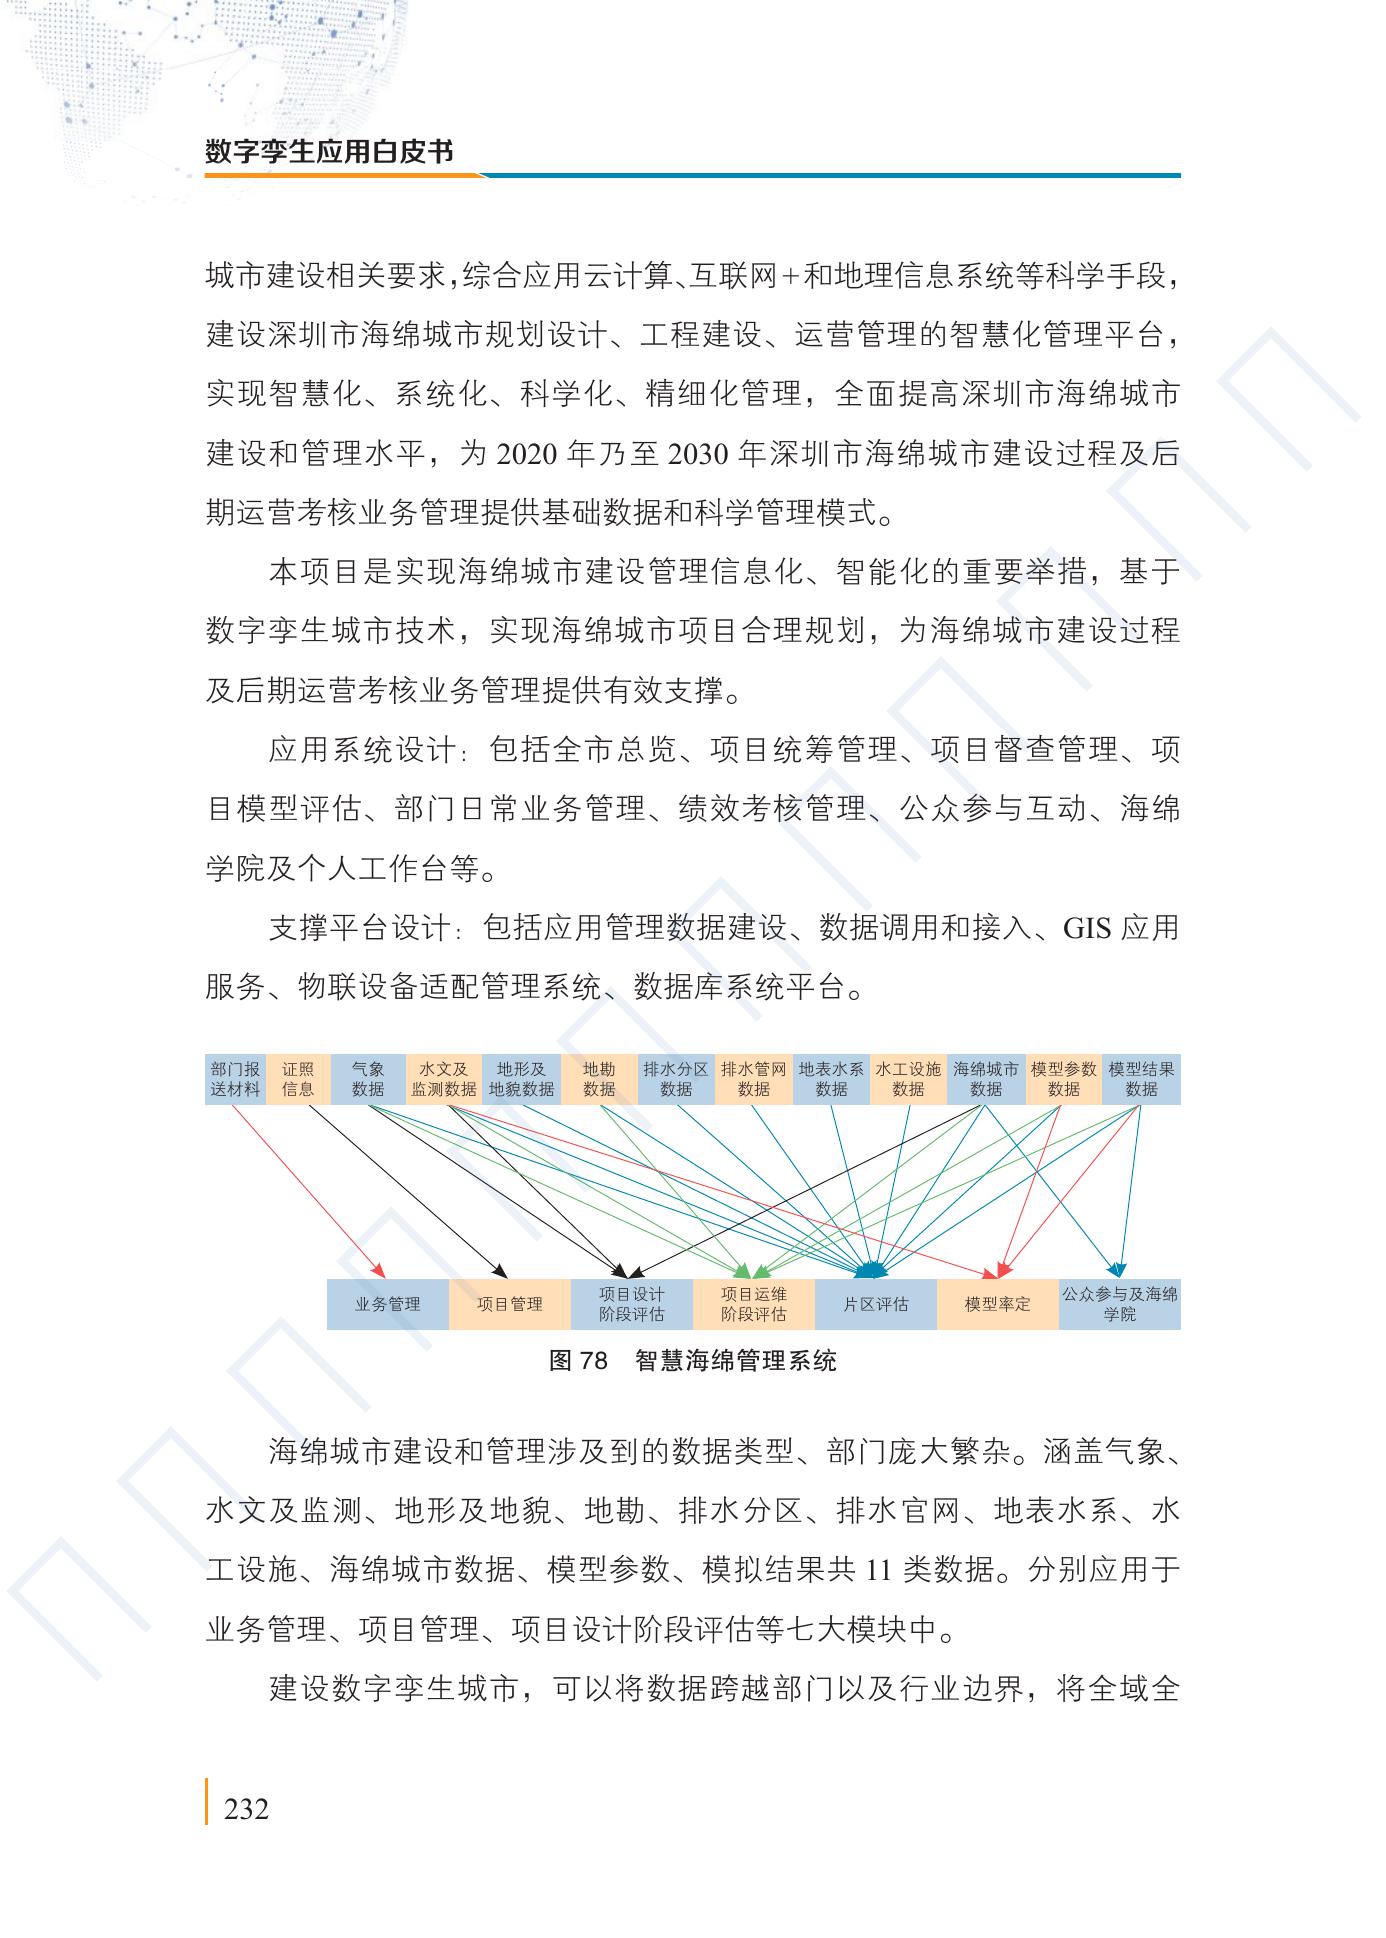 数字孪生应用白皮书
城市建设相关要求，综合应用云计算、互联网+和地理信息系统等科学手段，
建设深圳市海绵城市规划设计、工程建设、运营管理的智慧化管理平台，
实现智慧化、系统化、科学化、精细化管理，全面提高深圳市海绵城市
建设和管理水平，为 2020 年乃至 2030 年深圳市海绵城市建设过程及后
期运营考核业务管理提供基础数据和科学管理模式。
本项目是实现海绵城市建设管理信息化、智能化的重要举措，基于
数字孪生城市技术，实现海绵城市项目合理规划，为海绵城市建设过程
及后期运营考核业务管理提供有效支撑。
应用系统设计：包括全市总览、项目统筹管理、项目督查管理、项
目模型评估、部门日常业务管理、绩效考核管理、公众参与互动、海绵
学院及个人工作台等。
支撑平台设计：包括应用管理数据建设、数据调用和接入、GIS 应用
服务、物联设备适配管理系统、数据库系统平台。
部门报
送材料
证照
信息
气象
数据
水文及
监测数据
地形及
地貌数据
地勘
数据
排水分区
数据
排水管网
数据
地表水系
数据
水工设施
数据
海绵城市
数据
模型参数
数据
模型结果
数据
业务管理
项目管理
项目设计
阶段评估
项目运维
阶段评估
片区评估
模型率定
公众参与及海绵
学院
图 78 智慧海绵管理系统
海绵城市建设和管理涉及到的数据类型、部门庞大繁杂。涵盖气象、
水文及监测、地形及地貌、地勘、排水分区、排水官网、地表水系、水
工设施、海绵城市数据、模型参数、模拟结果共 11 类数据。分别应用于
业务管理、项目管理、项目设计阶段评估等七大模块中。
建设数字孪生城市，可以将数据跨越部门以及行业边界，将全域全
232